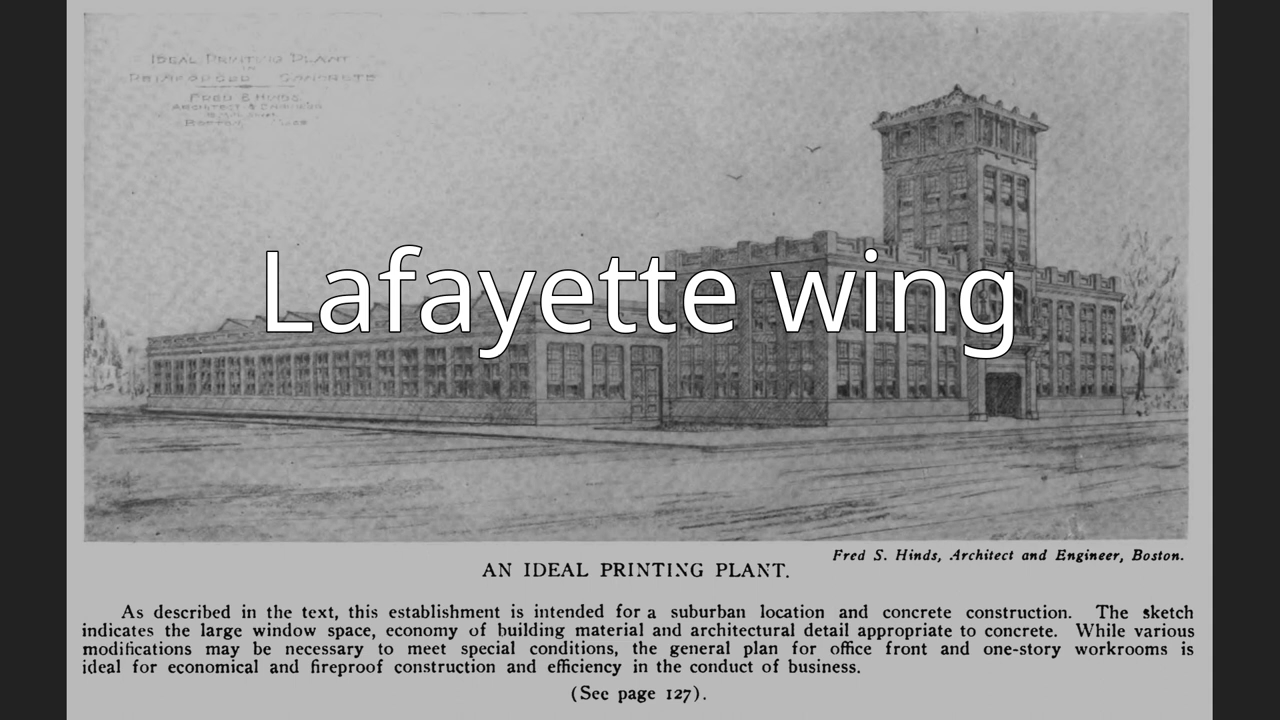 IDEAL PRINTING PLANT
IN
REINFORCED CONCRETE
FRED S HINDS
ARCHITECT & ENGINEER
BOSTON,
Lafayette wing
Fred S. Hinds, Architect and Engineer, Boston.
AN IDEAL PRINTING PLANT.
As described in the text, this establishment is intended for a suburban location and concrete construction. The sketch
indicates the large window space, economy of building material and architectural detail appropriate to concrete. While various
modifications may be necessary to meet special conditions, the general plan for office front and one-story workrooms is
ideal for economical and fireproof construction and efficiency in the conduct of business.
(See page 127).